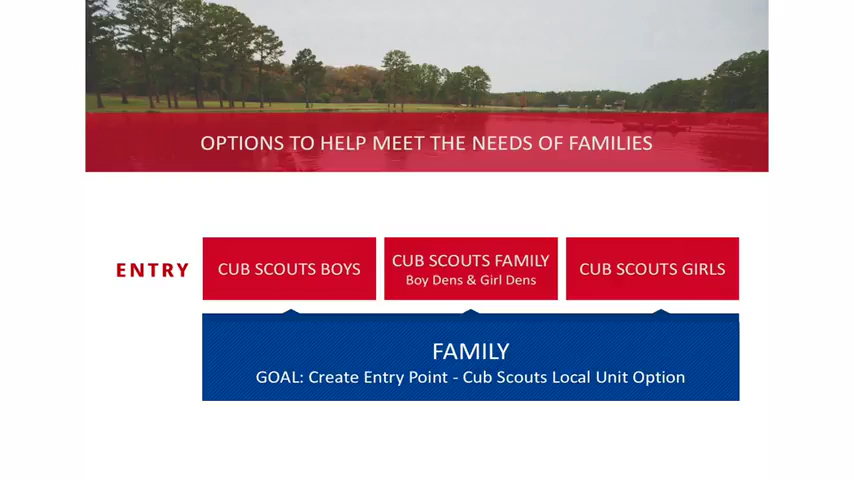 OPTIONS TO HELP MEET THE NEEDS OF FAMILIES
ENTRY
CUB SCOUTS BOYS
CUB SCOUTS FAMILY
Boy Dens & Girl Dens
CUB SCOUTS GIRLS
FAMILY
GOAL: Create Entry Point - Cub Scouts Local Unit Option